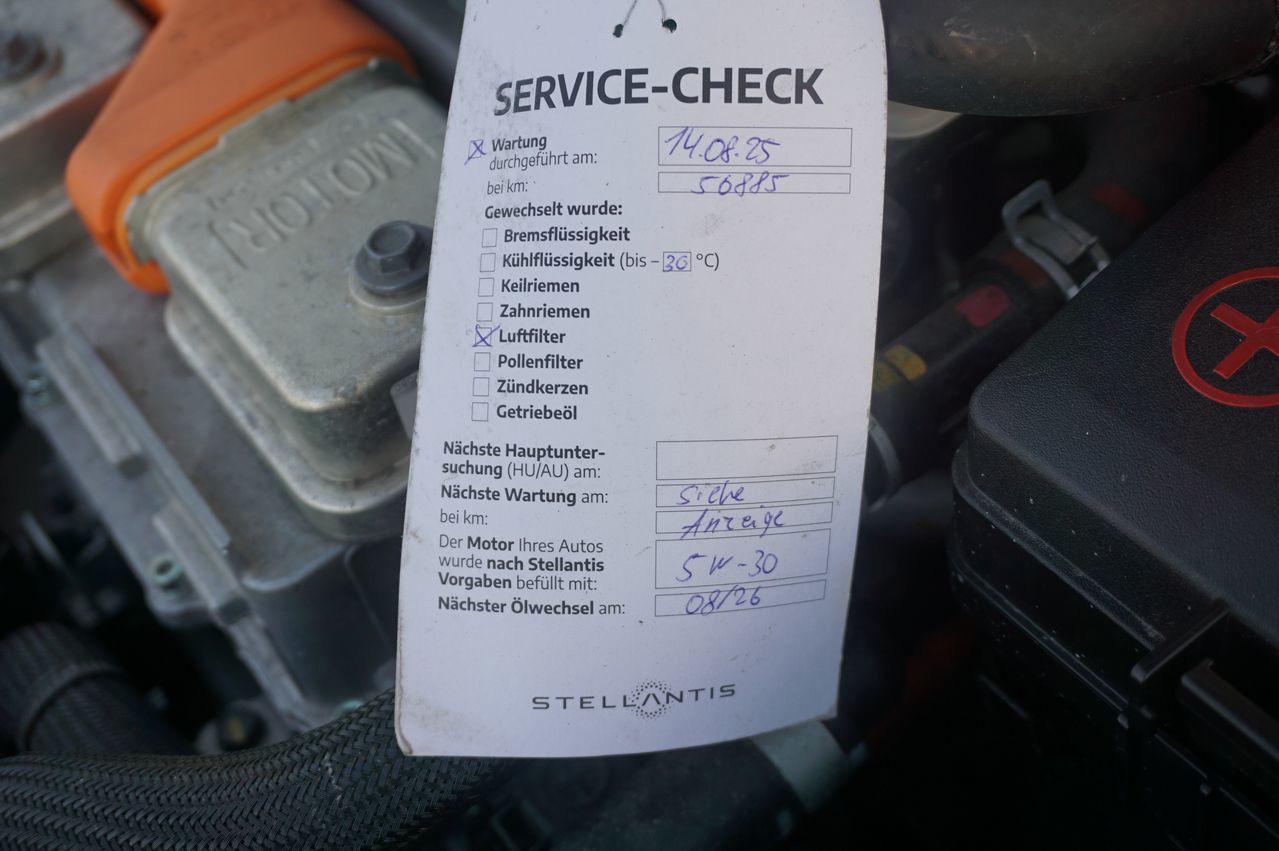 SERVICE-CHECK
Wartung
durchgeführt am: 14.08.25
bei km: 56885
Gewechselt wurde:
Bremsflüssigkeit
Kühlflüssigkeit (bis – 30 °C)
Keilriemen
Zahnriemen
Luftfilter
Pollenfilter
Zündkerzen
Getriebeöl
Nächste Hauptunter-
suchung (HU/AU) am:
Nächste Wartung am: Siehe
bei km: Anzeige
Der Motor Ihres Autos
wurde nach Stellantis
Vorgaben befüllt mit: 5W-30
Nächster Ölwechsel am: 08/26
STELLANTIS
[MOTOR]